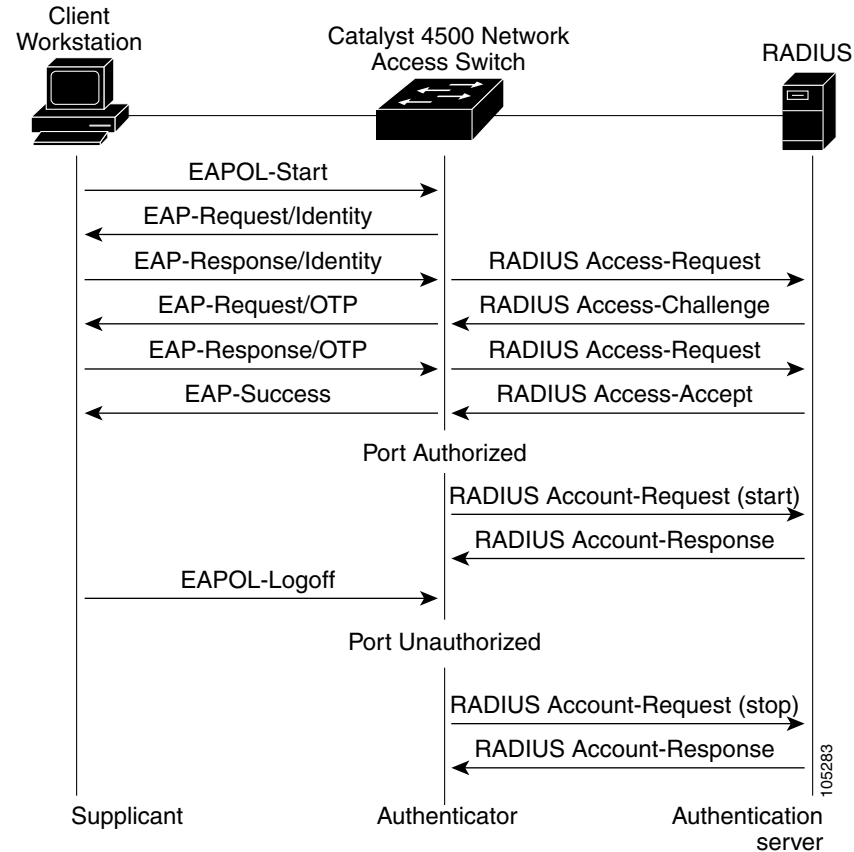 Client
Workstation
Catalyst 4500 Network
Access Switch
RADIUS
EAPOL-Start
EAP-Request/Identity
EAP-Response/Identity
RADIUS Access-Request
EAP-Request/OTP
RADIUS Access-Challenge
EAP-Response/OTP
RADIUS Access-Request
EAP-Success
RADIUS Access-Accept
Port Authorized
RADIUS Account-Request (start)
RADIUS Account-Response
EAPOL-Logoff
Port Unauthorized
RADIUS Account-Request (stop)
RADIUS Account-Response
105283
Supplicant
Authenticator
Authentication
server